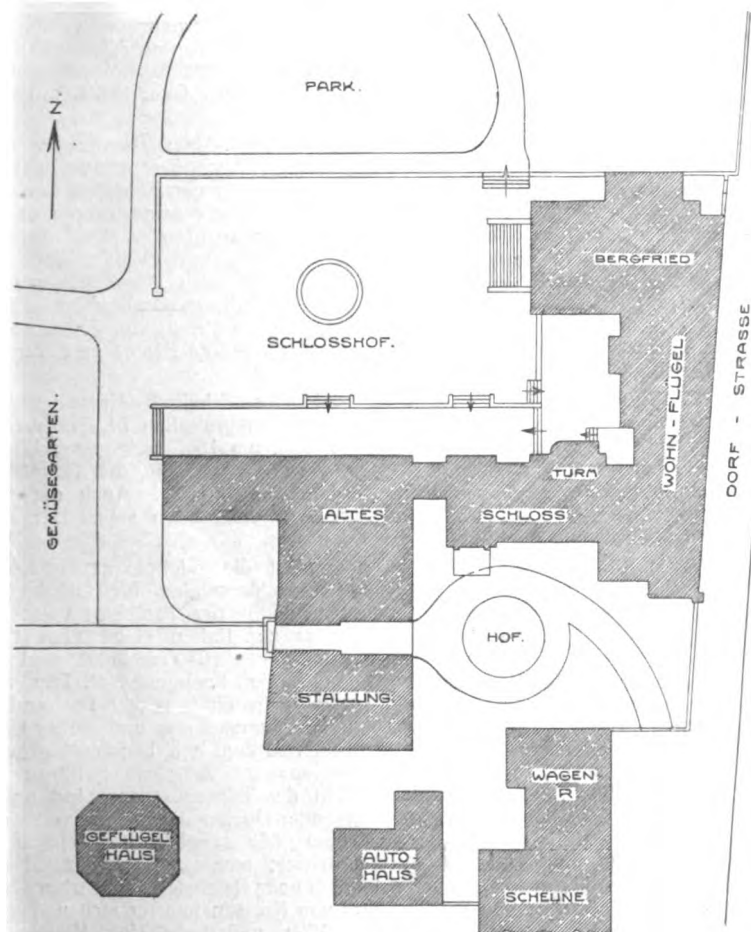 PARK.
Z
BERGFRIED
SCHLOSSHOF.
WOHN-FLÜGEL
DORF - STRASSE
GEMÜSEGARTEN.
TURM
ALTES SCHLOSS
HOF.
STALLUNG.
WAGEN
R
GEFLÜGEL
HAUS
AUTO-
HAUS.
SCHEUNE